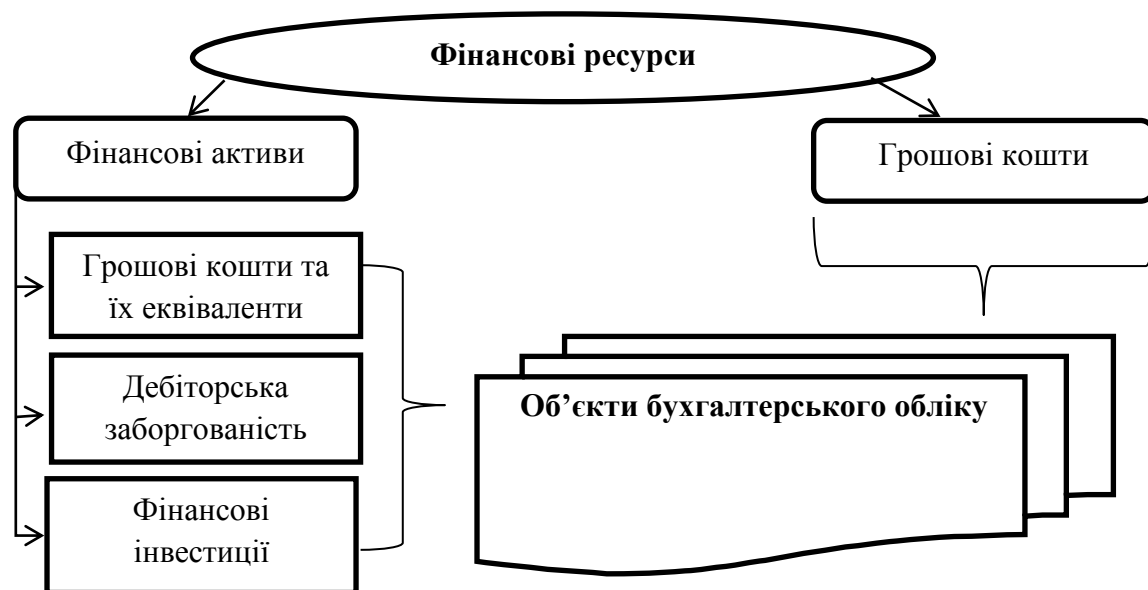 Фінансові ресурси
Фінансові активи
Грошові кошти
Грошові кошти та
їх еквіваленти
Дебіторська
заборгованість
Фінансові
інвестиції
Об’єкти бухгалтерського обліку